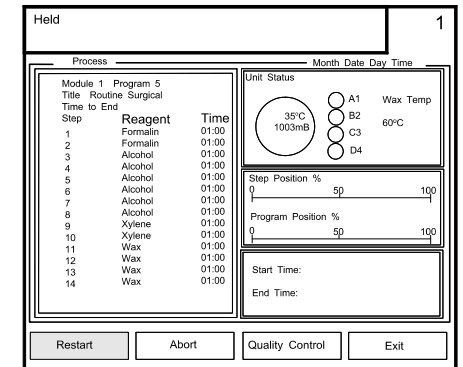 Held
1
Process
Month Date Day Time
Module 1 Program 5
Title Routine Surgical
Time to End
Step Reagent Time
1 Formalin 01:00
2 Formalin 01:00
3 Alcohol 01:00
4 Alcohol 01:00
5 Alcohol 01:00
6 Alcohol 01:00
7 Alcohol 01:00
8 Alcohol 01:00
9 Xylene 01:00
10 Xylene 01:00
11 Wax 01:00
12 Wax 01:00
13 Wax 01:00
14 Wax 01:00
Unit Status
35ºC
1003mB
A1
B2
C3
D4
Wax Temp
60ºC
Step Position %
0 50 100
Program Position %
0 50 100
Start Time:
End Time:
Restart
Abort
Quality Control
Exit